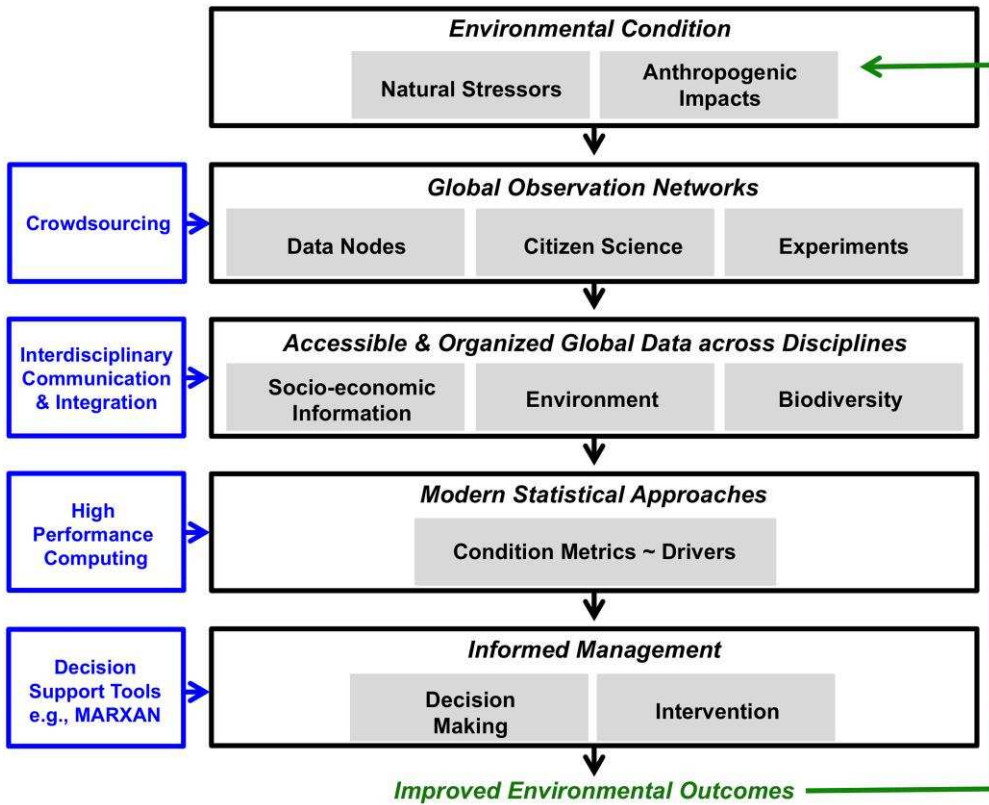 Environmental Condition
Natural Stressors
Anthropogenic
Impacts
Crowdsourcing
Global Observation Networks
Data Nodes
Citizen Science
Experiments
Interdisciplinary
Communication
& Integration
Accessible & Organized Global Data across Disciplines
Socio-economic
Information
Environment
Biodiversity
High
Performance
Computing
Modern Statistical Approaches
Condition Metrics ~ Drivers
Decision
Support Tools
e.g., MARXAN
Informed Management
Decision
Making
Intervention
Improved Environmental Outcomes